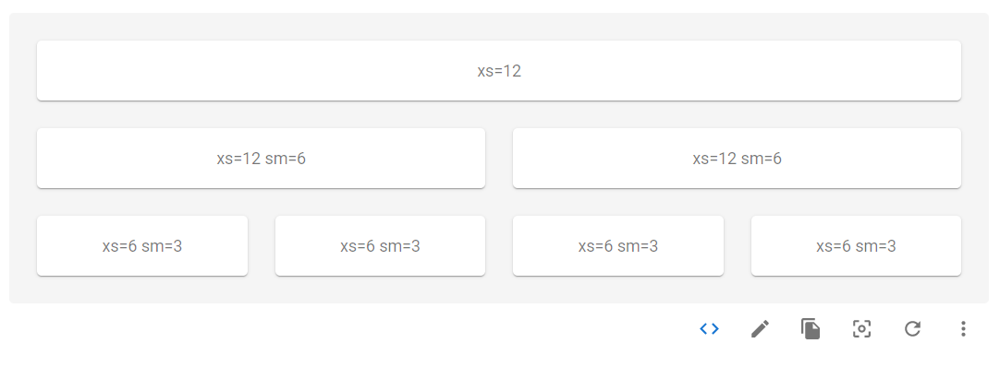 xs=12
xs=12 sm=6 xs=12 sm=6
xs=6 sm=3 xs=6 sm=3 xs=6 sm=3 xs=6 sm=3